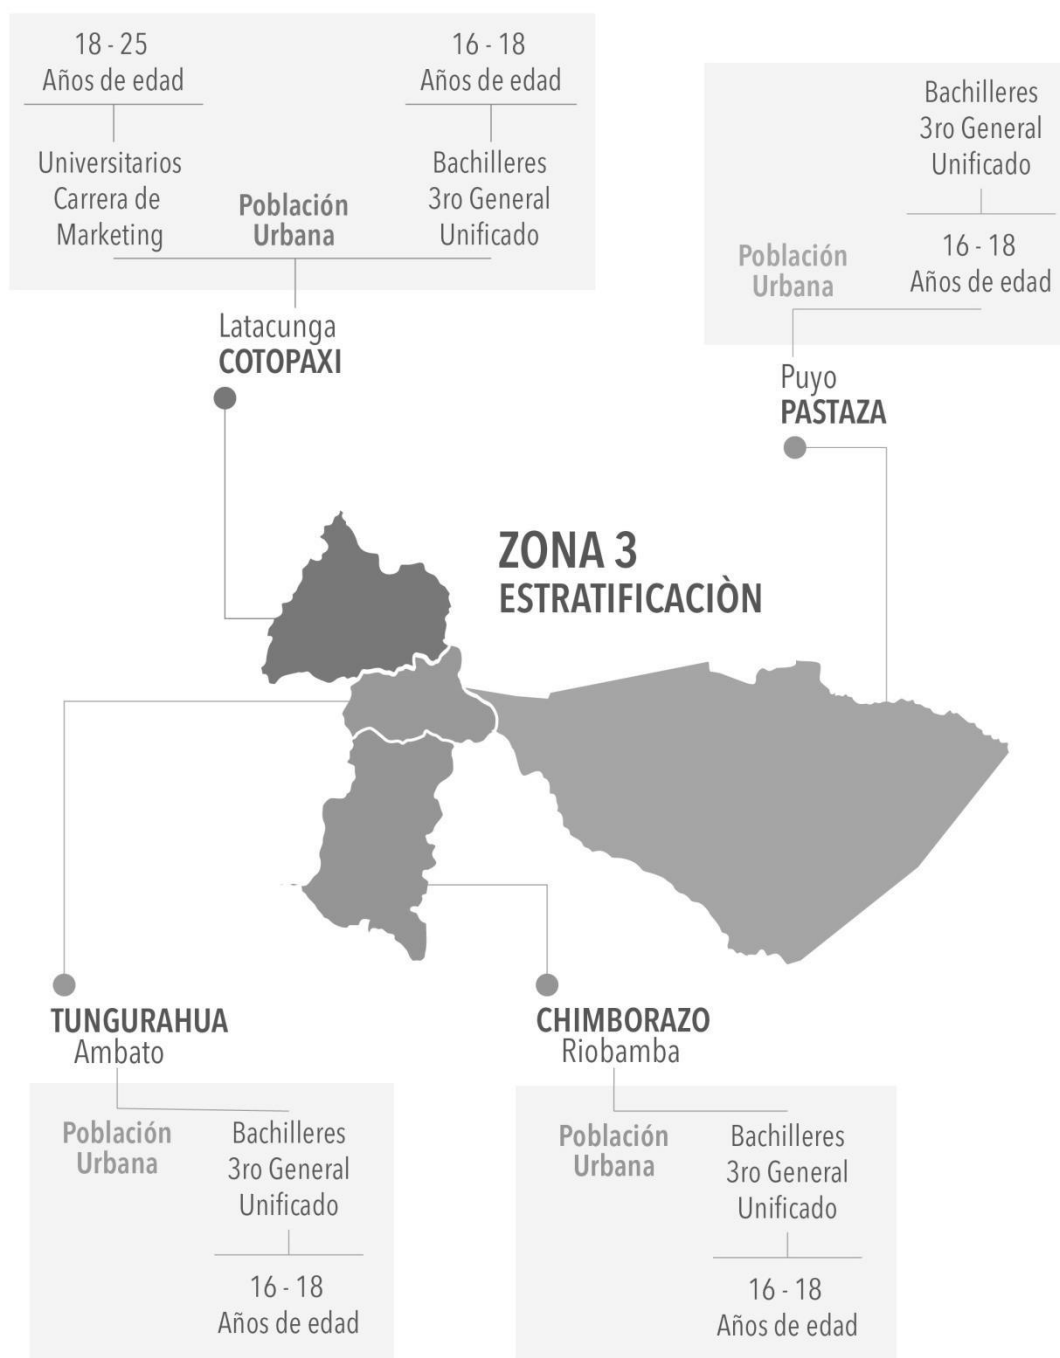 18 - 25
Años de edad
Universitarios
Carrera de
Marketing
Población
Urbana
16 - 18
Años de edad
Bachilleres
3ro General
Unificado
Latacunga
COTOPAXI
Bachilleres
3ro General
Unificado
16 - 18
Años de edad
Población
Urbana
Puyo
PASTAZA
ZONA 3
ESTRATIFICACIÒN
TUNGURAHUA
Ambato
Población
Urbana
Bachilleres
3ro General
Unificado
16 - 18
Años de edad
CHIMBORAZO
Riobamba
Población
Urbana
Bachilleres
3ro General
Unificado
16 - 18
Años de edad